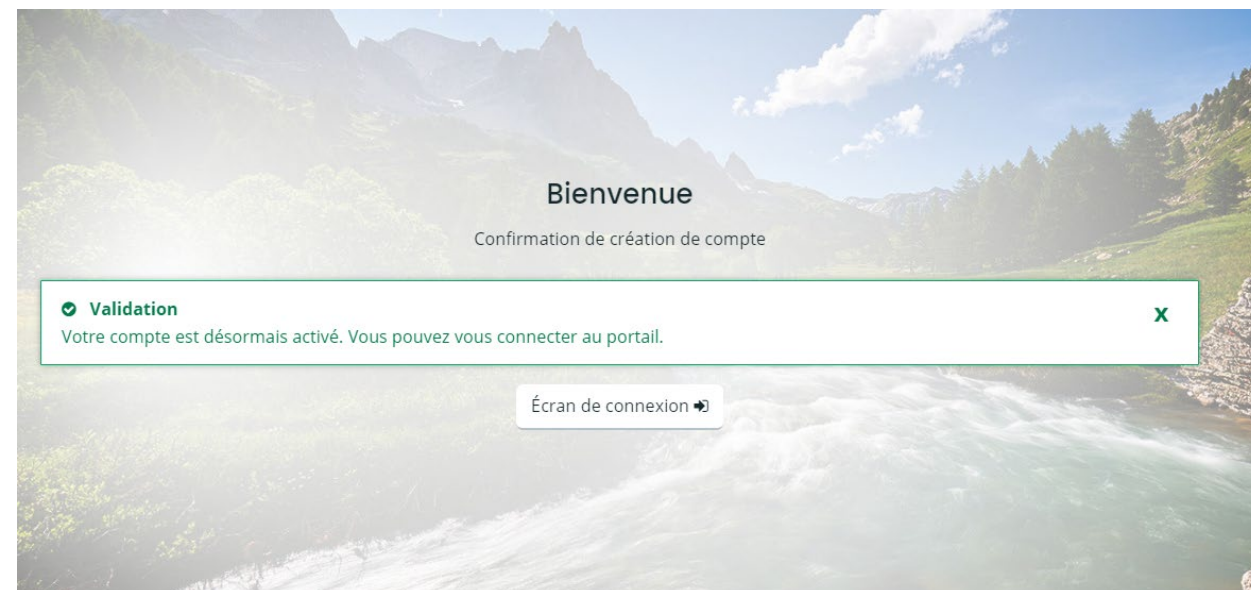 Bienvenue
Confirmation de création de compte
Validation
Votre compte est désormais activé. Vous pouvez vous connecter au portail.
X
Écran de connexion